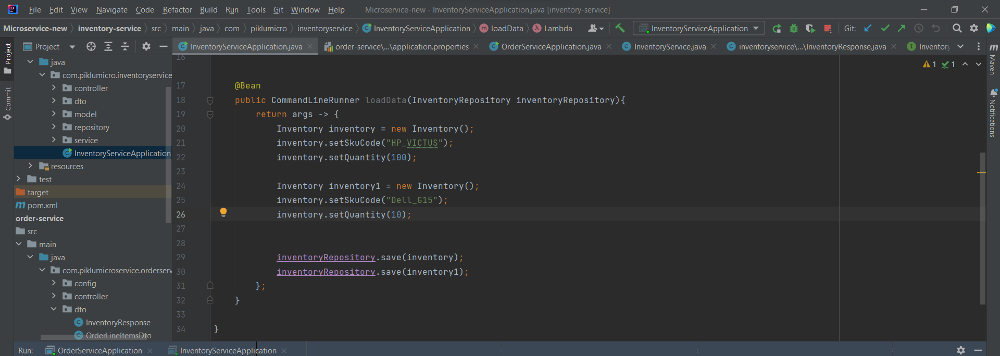 File Edit View Navigate Code Refactor Build Run Tools Git Window Help Microservice-new - InventoryServiceApplication.java [inventory-service]
Microservice-new inventory-service src main java com piklumicro inventoryservice InventoryServiceApplication loadData Lambda InventoryServiceApplication Git:
Project
InventoryServiceApplication.java order-service\...\application.properties OrderServiceApplication.java InventoryService.java inventoryservice\...\InventoryResponse.java Inventory
Project
Commit
java
com.piklumicro.inventoryservice
controller
dto
model
repository
service
InventoryServiceApplication
resources
test
target
pom.xml
order-service
src
main
java
com.piklumicroservice.orderserv
config
controller
dto
InventoryResponse
OrderLineItemsDto
1 1
16
17 @Bean
18 public CommandLineRunner loadData(InventoryRepository inventoryRepository){
19 return args -> {
20 Inventory inventory = new Inventory();
21 inventory.setSkuCode("HP_VICTUS");
22 inventory.setQuantity(100);
23
24 Inventory inventory1 = new Inventory();
25 inventory.setSkuCode("Dell_G15");
26 inventory.setQuantity(10);
27
28
29 inventoryRepository.save(inventory);
30 inventoryRepository.save(inventory1);
31 };
32 }
33
34 }
Maven
Notifications
Run: OrderServiceApplication InventoryServiceApplication